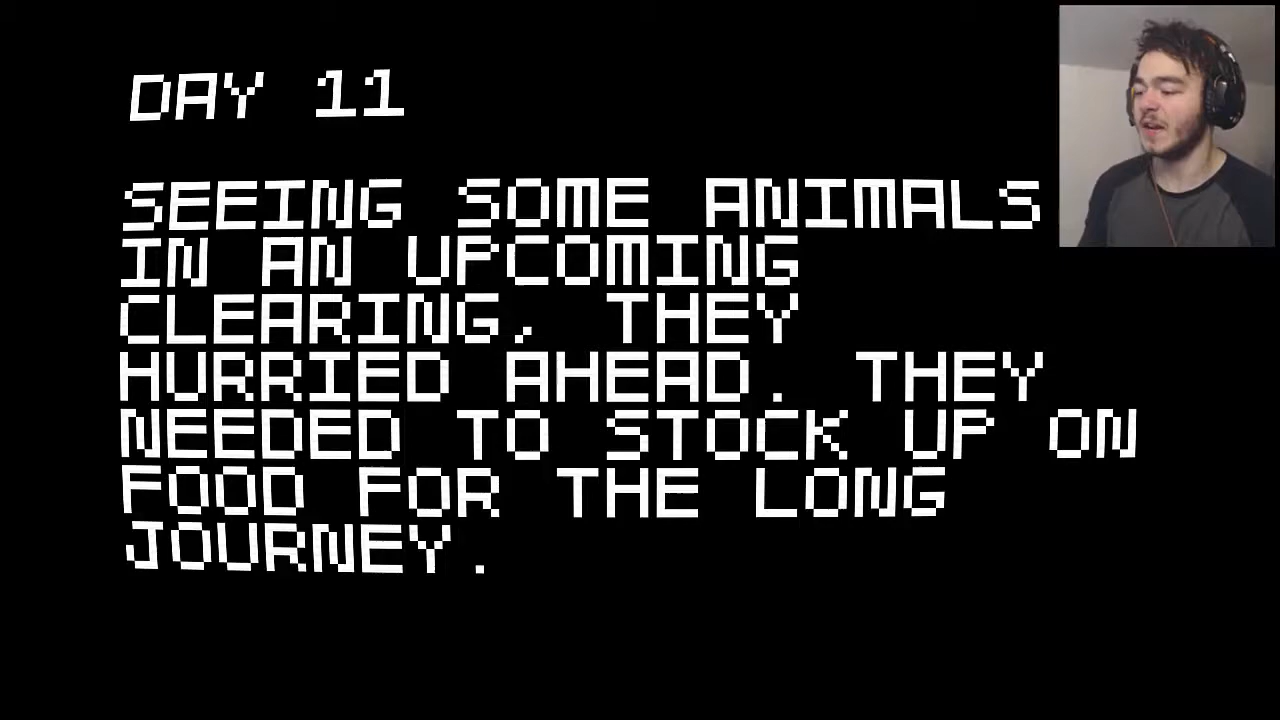 DAY 11
SEEING SOME ANIMALS
IN AN UPCOMING
CLEARING, THEY
HURRIED AHEAD. THEY
NEEDED TO STOCK UP ON
FOOD FOR THE LONG
JOURNEY.